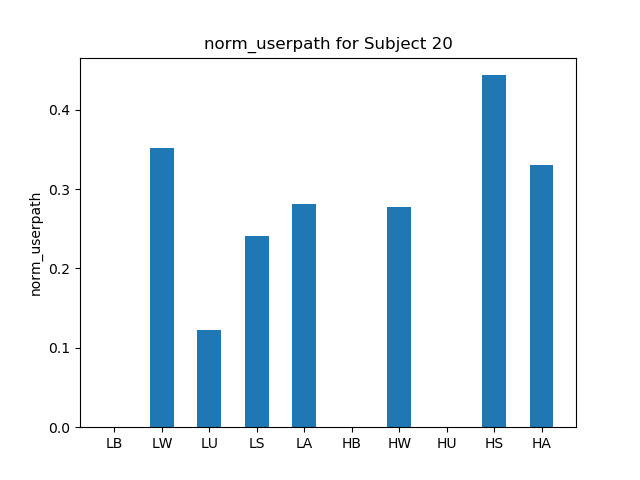 norm_userpath for Subject 20
norm_userpath
0.4
0.3
0.2
0.1
0.0
LB LW LU LS LA HB HW HU HS HA